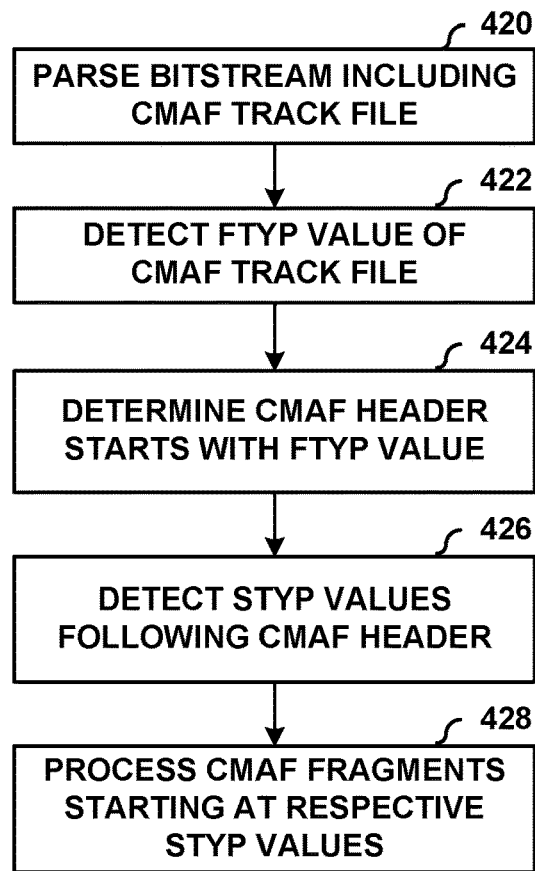 420
PARSE BITSTREAM INCLUDING
CMAF TRACK FILE
422
DETECT FTYP VALUE OF
CMAF TRACK FILE
424
DETERMINE CMAF HEADER
STARTS WITH FTYP VALUE
426
DETECT STYP VALUES
FOLLOWING CMAF HEADER
428
PROCESS CMAF FRAGMENTS
STARTING AT RESPECTIVE
STYP VALUES